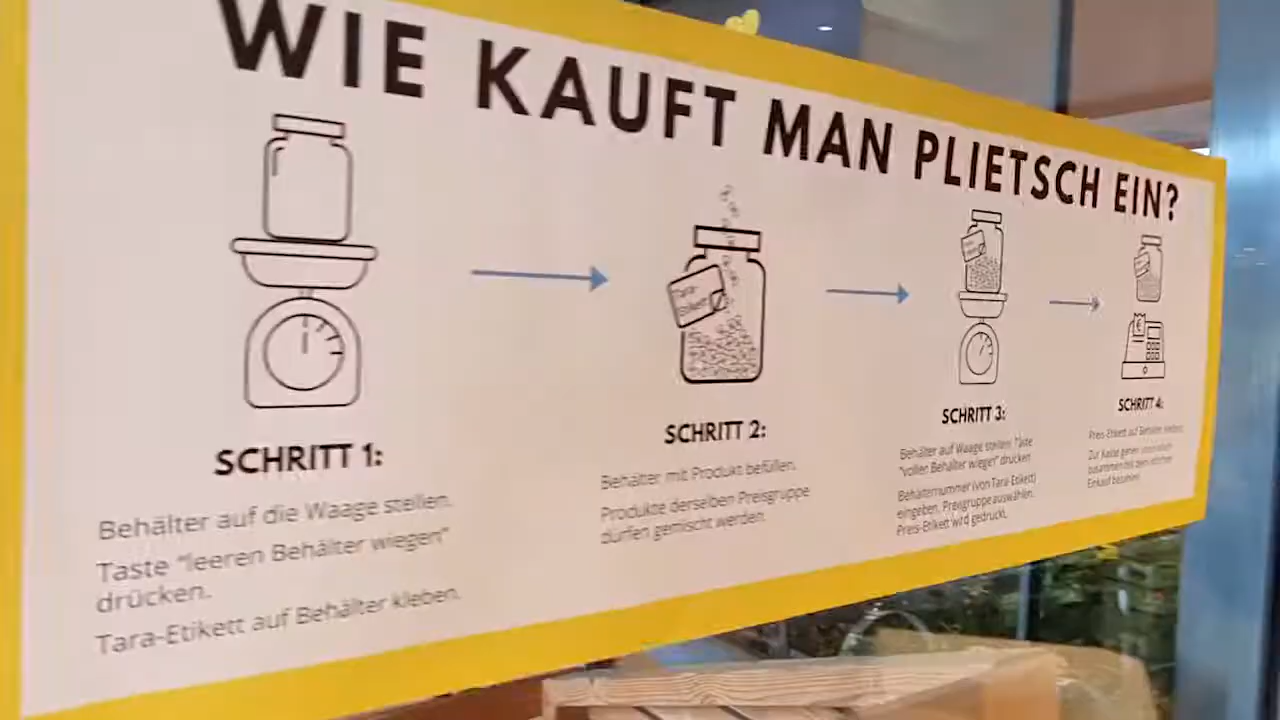 WIE KAUFT MAN PLIETSCH EIN?
Tara-
Etikett
SCHRITT 1:
Behälter auf die Waage stellen.
Taste "leeren Behälter wiegen"
drücken.
Tara-Etikett auf Behälter kleben.
SCHRITT 2:
Behälter mit Produkt befüllen.
Produkte derselben Preisgruppe
dürfen gemischt werden.
SCHRITT 3:
Behälter auf Waage stellen. Taste
"vollen Behälter wiegen" drücken
Behälternummer (von Tara-Etikett)
eingeben. Preisgruppe auswählen.
Preis-Etikett wird gedruckt.
€
SCHRITT 4:
Preis-Etikett auf Behälter kleben.
Zur Kasse gehen
zusammen mit dem
Einkauf bezahlen.